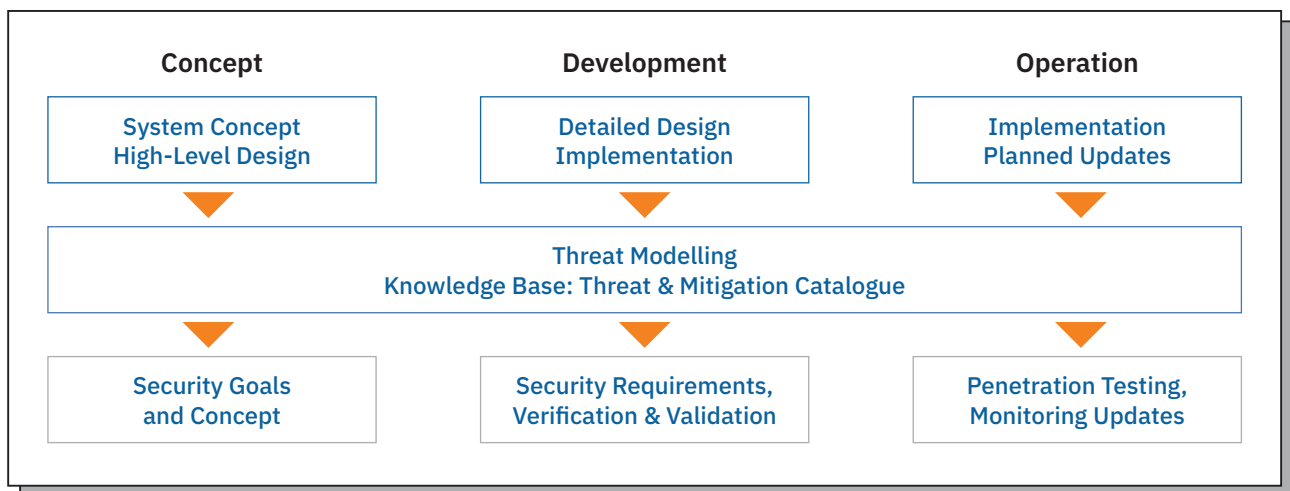 Concept
Development
Operation
System Concept
High-Level Design
Detailed Design
Implementation
Implementation
Planned Updates
Threat Modelling
Knowledge Base: Threat & Mitigation Catalogue
Security Goals
and Concept
Security Requirements,
Verification & Validation
Penetration Testing,
Monitoring Updates